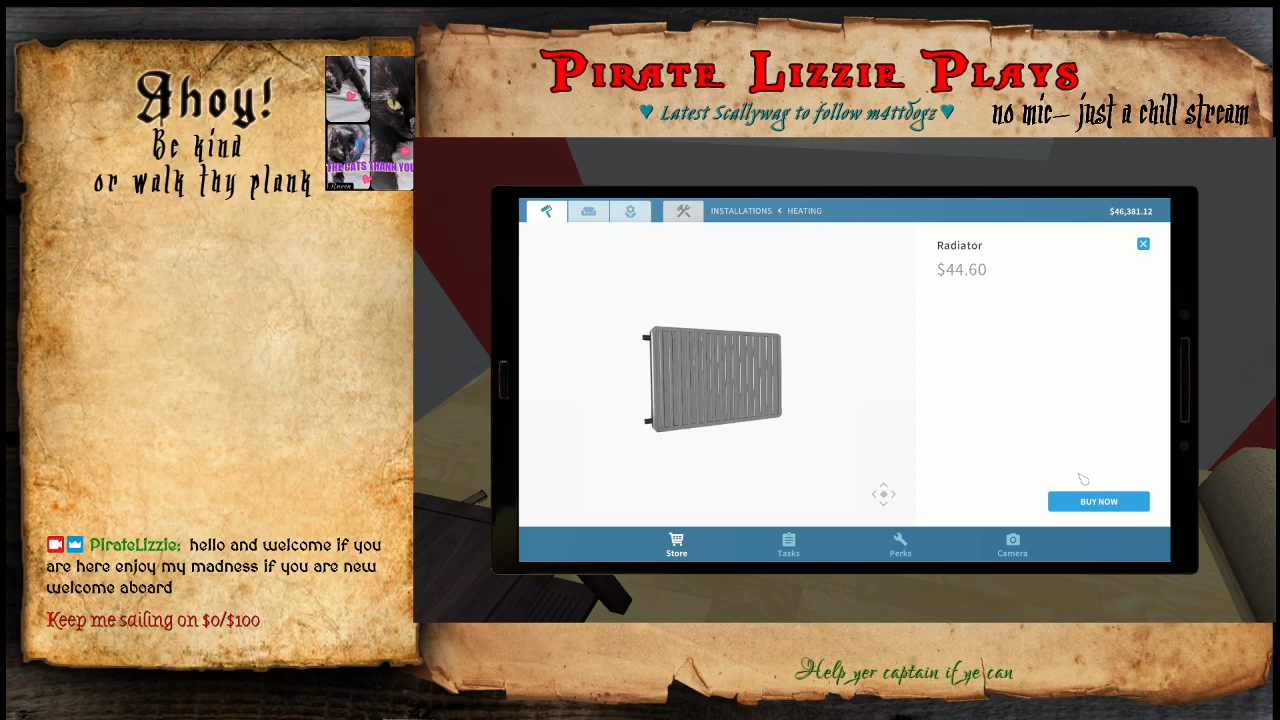 Ahoy!
Be kind
or walk thy plank
THE CATS THANK YOU
Raven
PirateLizzie: hello and welcome if you
are here enjoy my madness if you are new
welcome aboard
Keep me sailing on $0/$100
Pirate Lizzie Plays
Latest Scallywag to follow m4ttdogz
no mic— just a chill stream
INSTALLATIONS < HEATING
$46,381.12
Radiator
$44.60
BUY NOW
Store
Tasks
Perks
Camera
Help yer captain if ye can